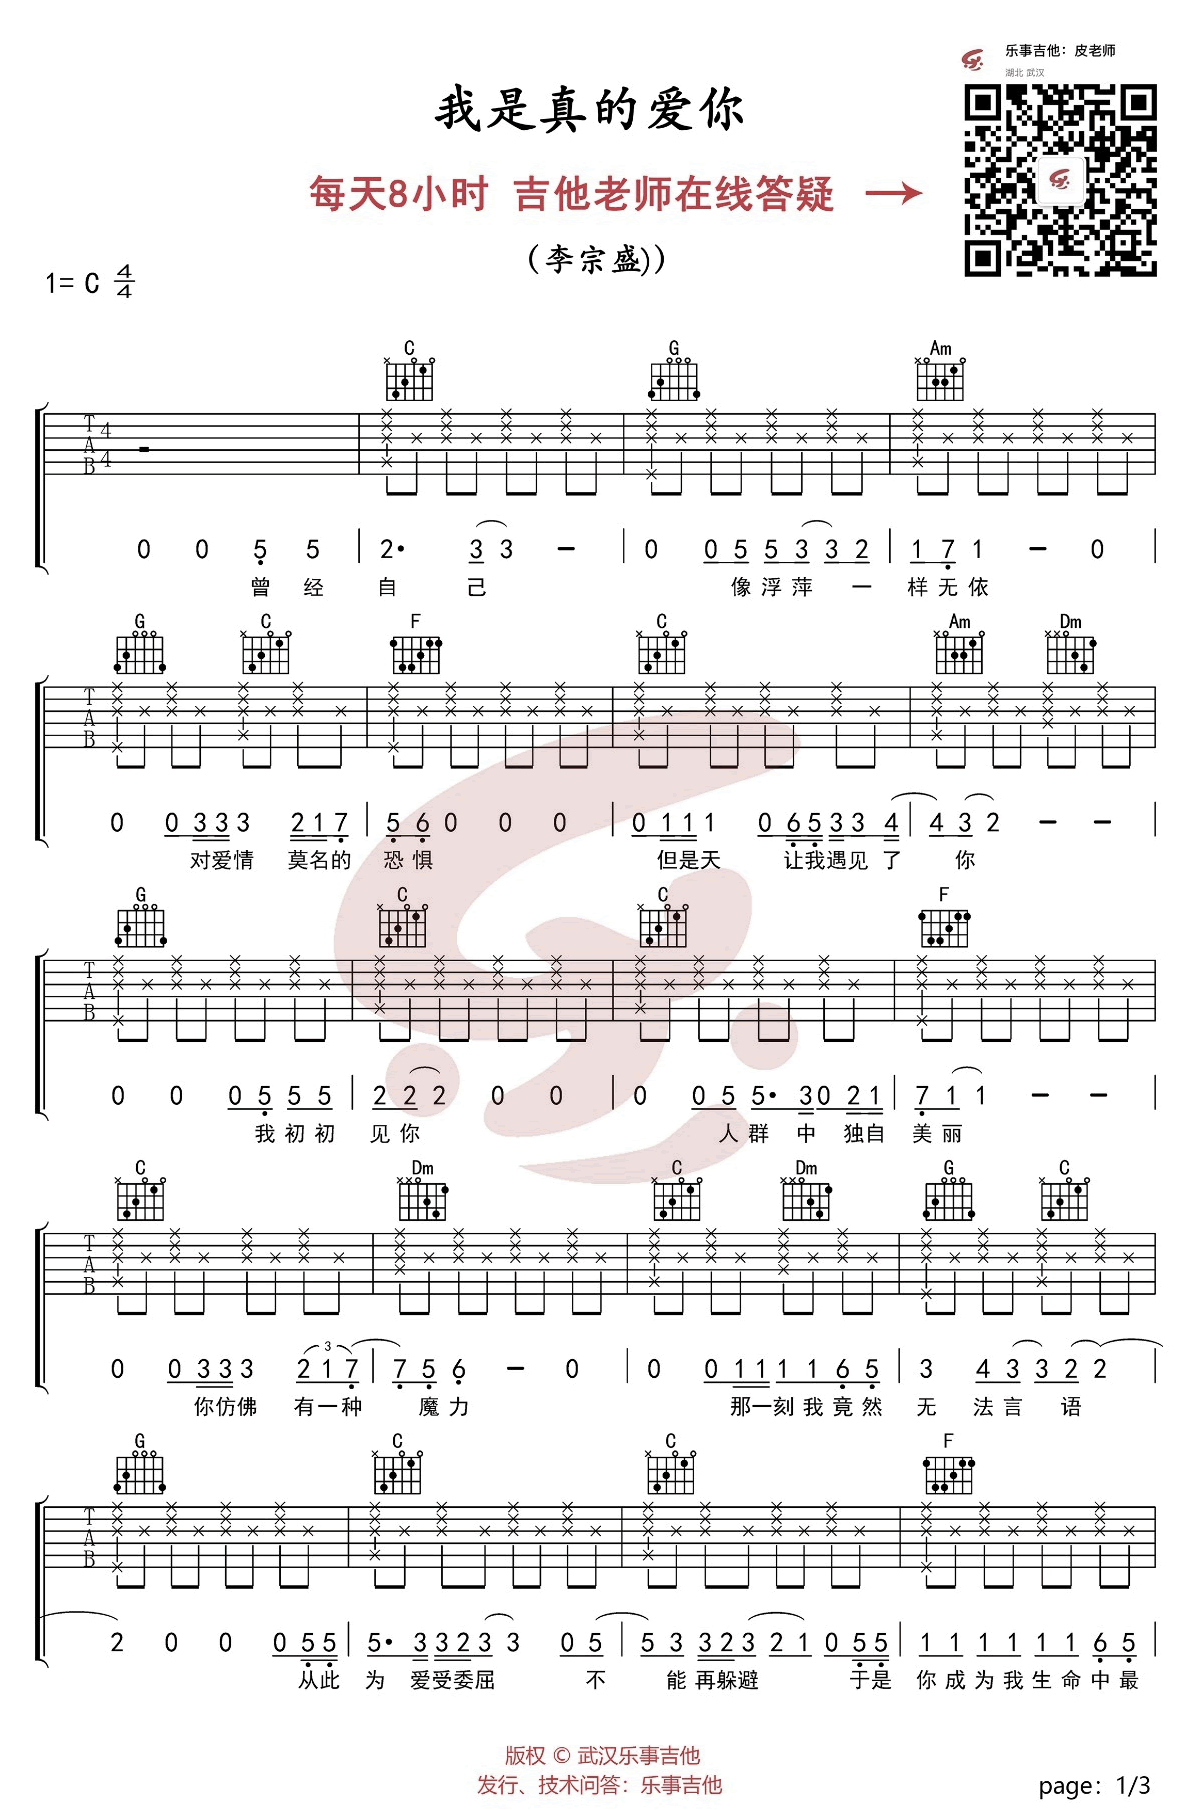 乐事吉他：皮老师
湖北 武汉
我是真的爱你
每天8小时 吉他老师在线答疑
(李宗盛))
1= C 4/4
C G Am
T A B 4 4
0 0 5 5 | 2· 3 3 − | 0 0 5 5 3 3 2 | 1 7 1 − 0 |
曾 经 自 己 像 浮 萍 一 样 无 依
G C F C Am Dm
T A B
0 0 3 3 3 2 1 7 | 5 6 0 0 0 | 0 1 1 1 0 6 5 3 3 4 | 4 3 2 − − |
对爱情 莫名的 恐惧 但是天 让我遇见了 你
G C C F
T A B
0 0 0 5 5 5 | 2 2 2 0 0 | 0 0 5 5· 3 0 2 1 | 7 1 1 − − |
我 初 初 见 你 人 群 中 独自 美 丽
C Dm C Dm G C
T A B
0 0 3 3 3 2 1 7 | 7 5 6 − 0 | 0 0 1 1 1 1 6 5 | 3 4 3 3 2 2 |
3
你仿佛 有一种 魔 力 那一刻 我 竟 然 无 法 言 语
G C C F
T A B
2 0 0 0 5 5 | 5· 3 3 2 3 3 0 5 | 5 3 3 2 3 2 1 0 5 5 | 1 1 1 1 1 1 6 5 |
从此 为 爱受委屈 不 能 再躲避 于是 你 成 为 我 生 命 中 最
版权 © 武汉乐事吉他
发行、技术问答：乐事吉他
page：1/3